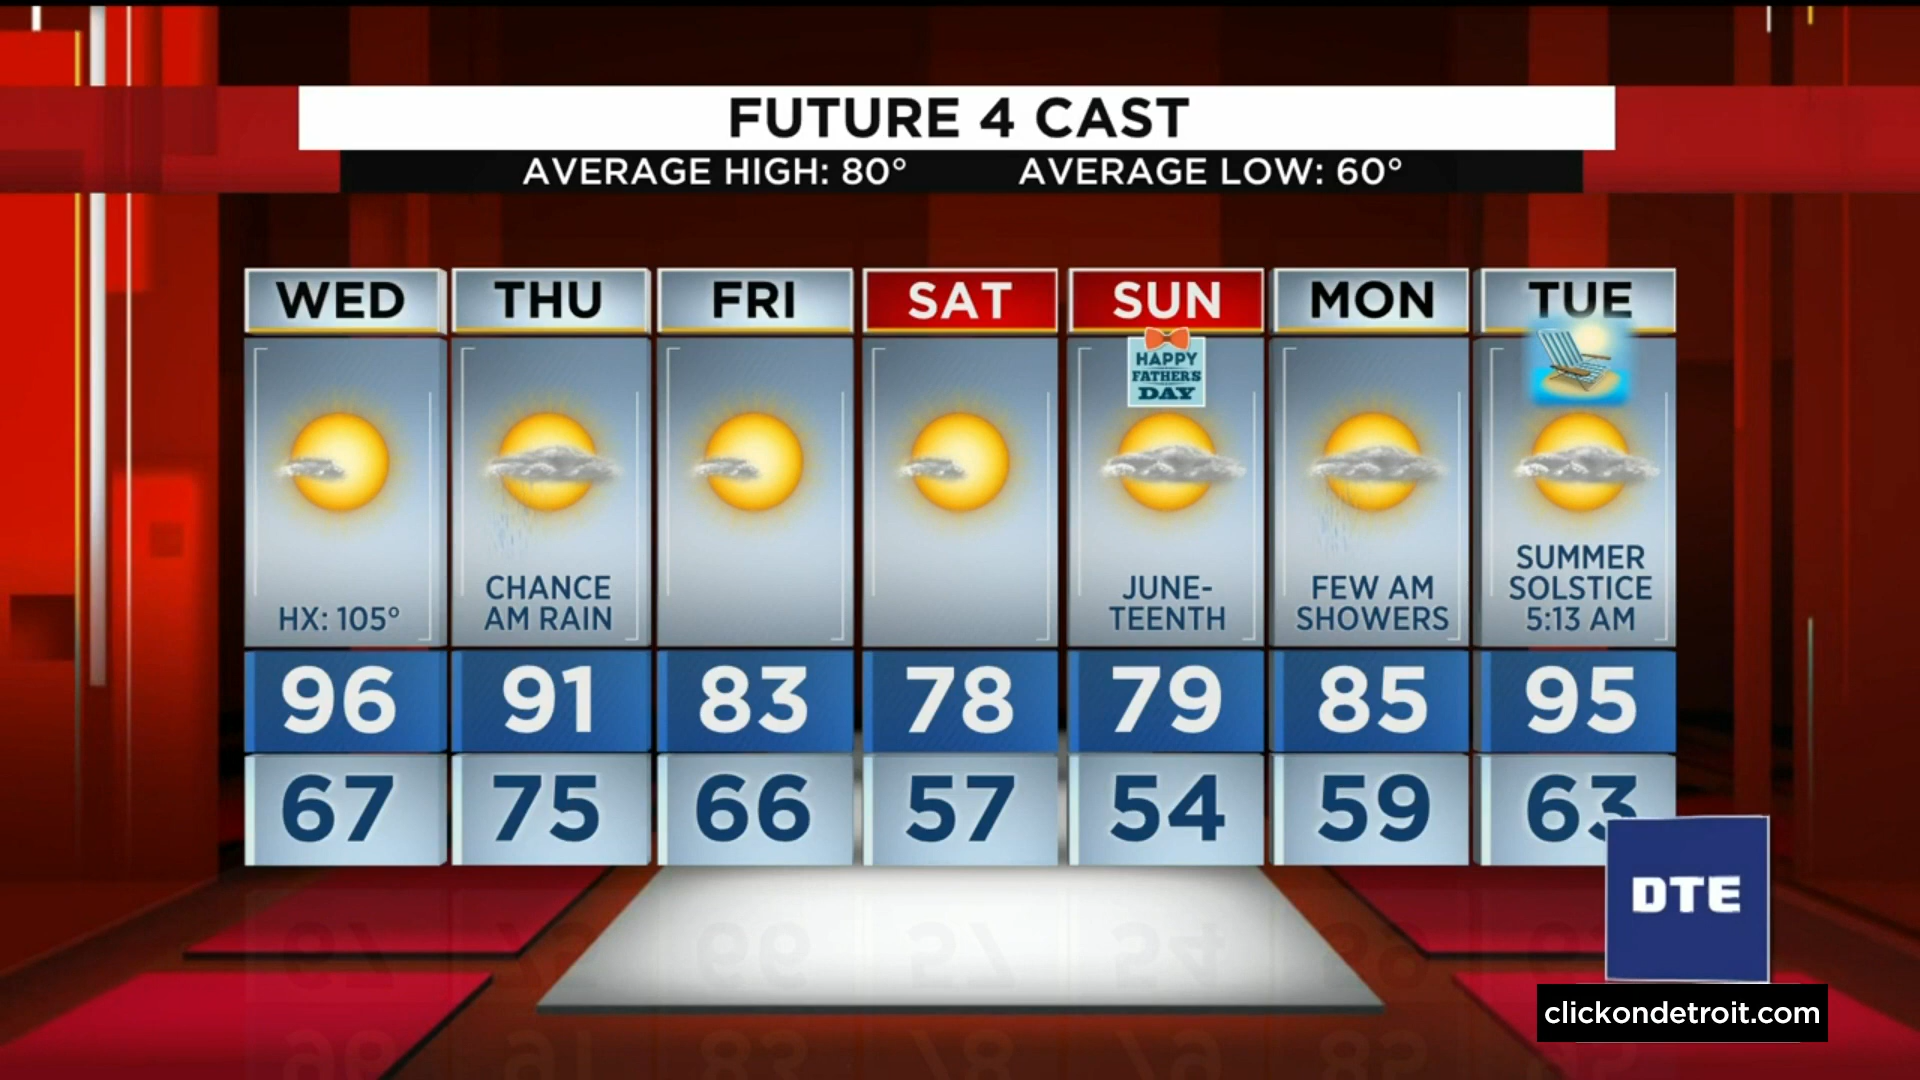 FUTURE 4 CAST
AVERAGE HIGH: 80° AVERAGE LOW: 60°
WED THU FRI SAT SUN MON TUE
HAPPY
FATHER'S
DAY
HX: 105°
CHANCE
AM RAIN
JUNE-
TEENTH
FEW AM
SHOWERS
SUMMER
SOLSTICE
5:13 AM
96 91 83 78 79 85 95
67 75 66 57 54 59 63
DTE
clickondetroit.com